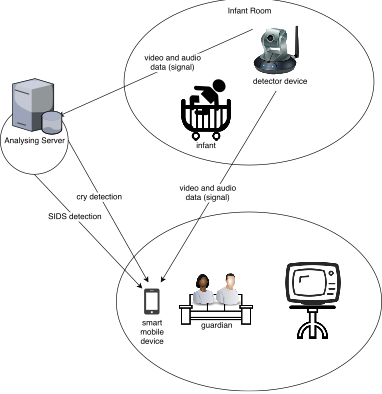 Infant Room
video and audio
data (signal)
detector device
Analysing Server
infant
cry detection
video and audio
data (signal)
SIDS detection
smart
mobile
device
guardian